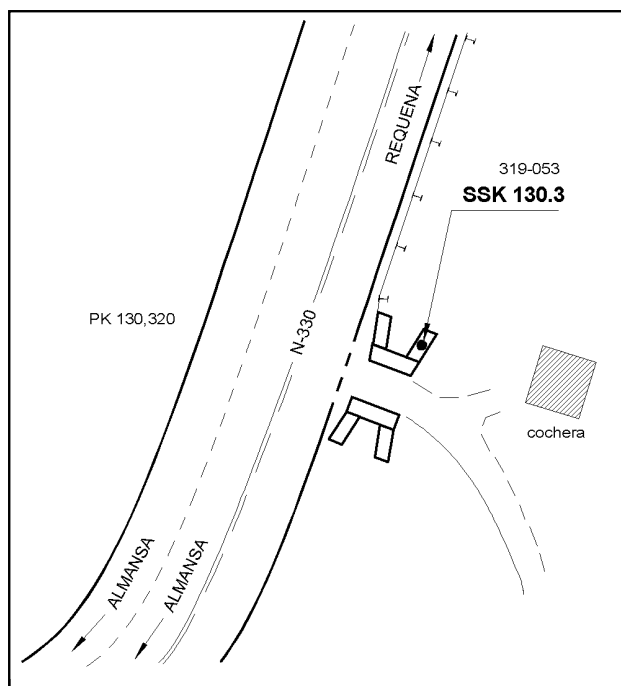 REQUENA
319-053
SSK 130.3
PK 130,320
N-330
cochera
ALMANSA
ALMANSA